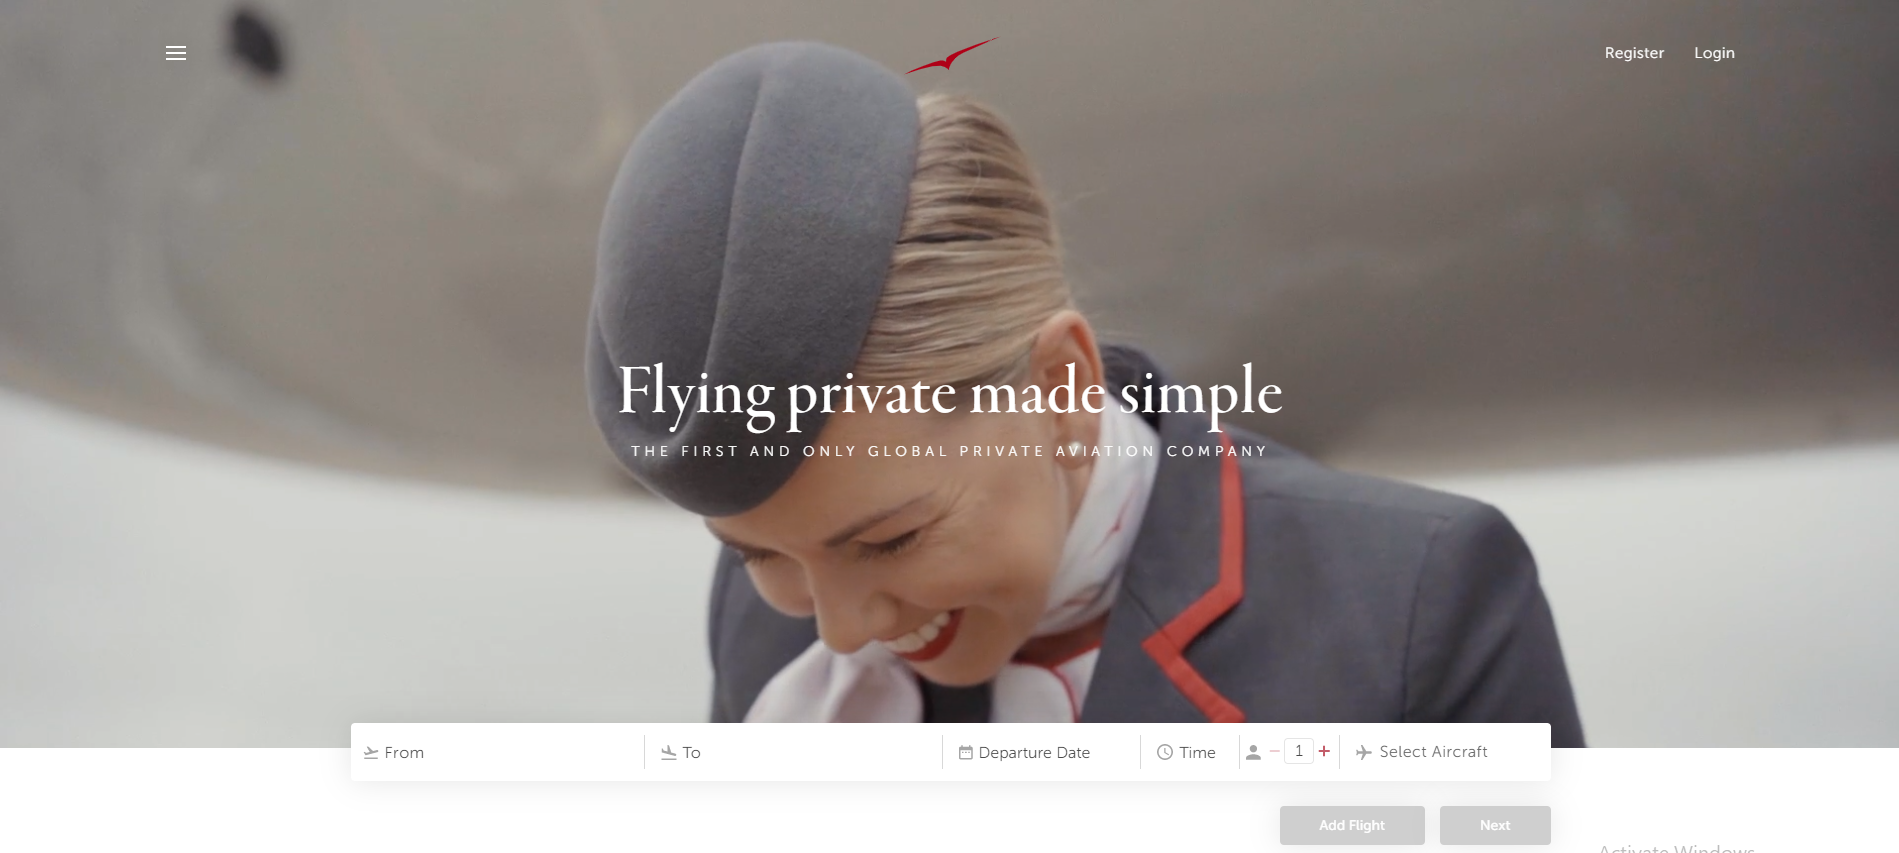 Register Login
Flying private made simple
THE FIRST AND ONLY GLOBAL PRIVATE AVIATION COMPANY
From To Departure Date Time 1 Select Aircraft
Add Flight Next
Activate Windows